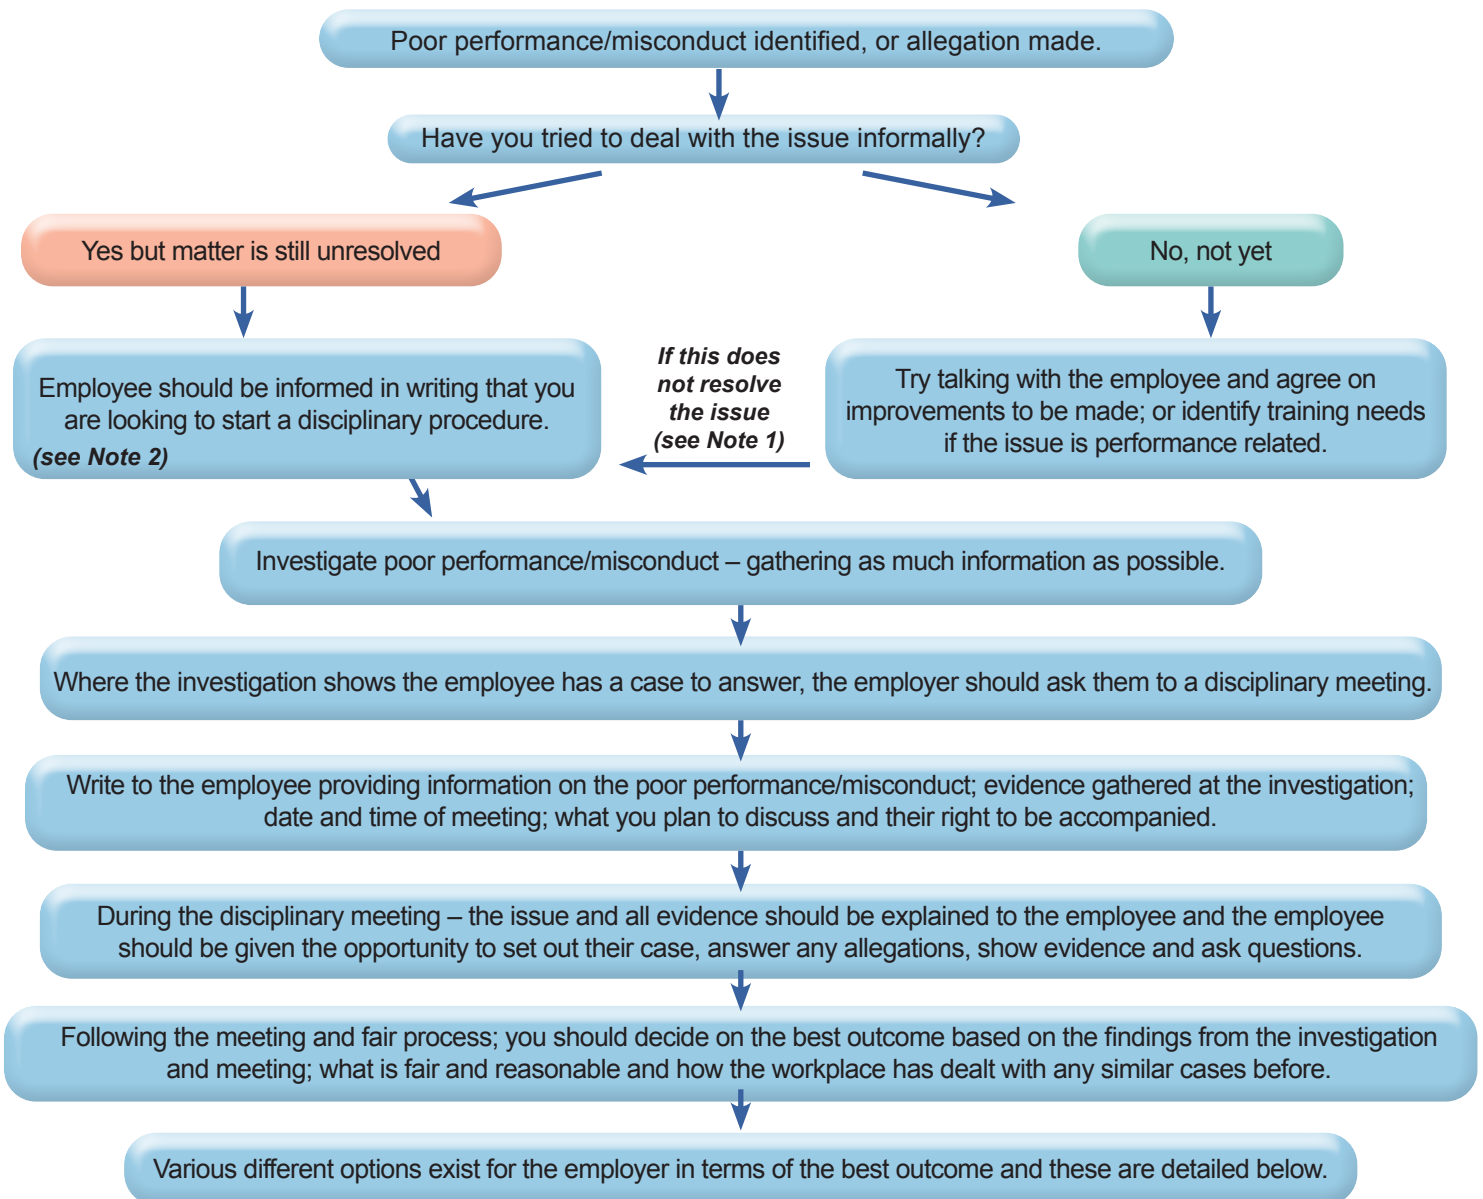 Poor performance/misconduct identified, or allegation made.
Have you tried to deal with the issue informally?
Yes but matter is still unresolved
No, not yet
Employee should be informed in writing that you
are looking to start a disciplinary procedure.
(see Note 2)
If this does
not resolve
the issue
(see Note 1)
Try talking with the employee and agree on
improvements to be made; or identify training needs
if the issue is performance related.
Investigate poor performance/misconduct – gathering as much information as possible.
Where the investigation shows the employee has a case to answer, the employer should ask them to a disciplinary meeting.
Write to the employee providing information on the poor performance/misconduct; evidence gathered at the investigation;
date and time of meeting; what you plan to discuss and their right to be accompanied.
During the disciplinary meeting – the issue and all evidence should be explained to the employee and the employee
should be given the opportunity to set out their case, answer any allegations, show evidence and ask questions.
Following the meeting and fair process; you should decide on the best outcome based on the findings from the investigation
and meeting; what is fair and reasonable and how the workplace has dealt with any similar cases before.
Various different options exist for the employer in terms of the best outcome and these are detailed below.